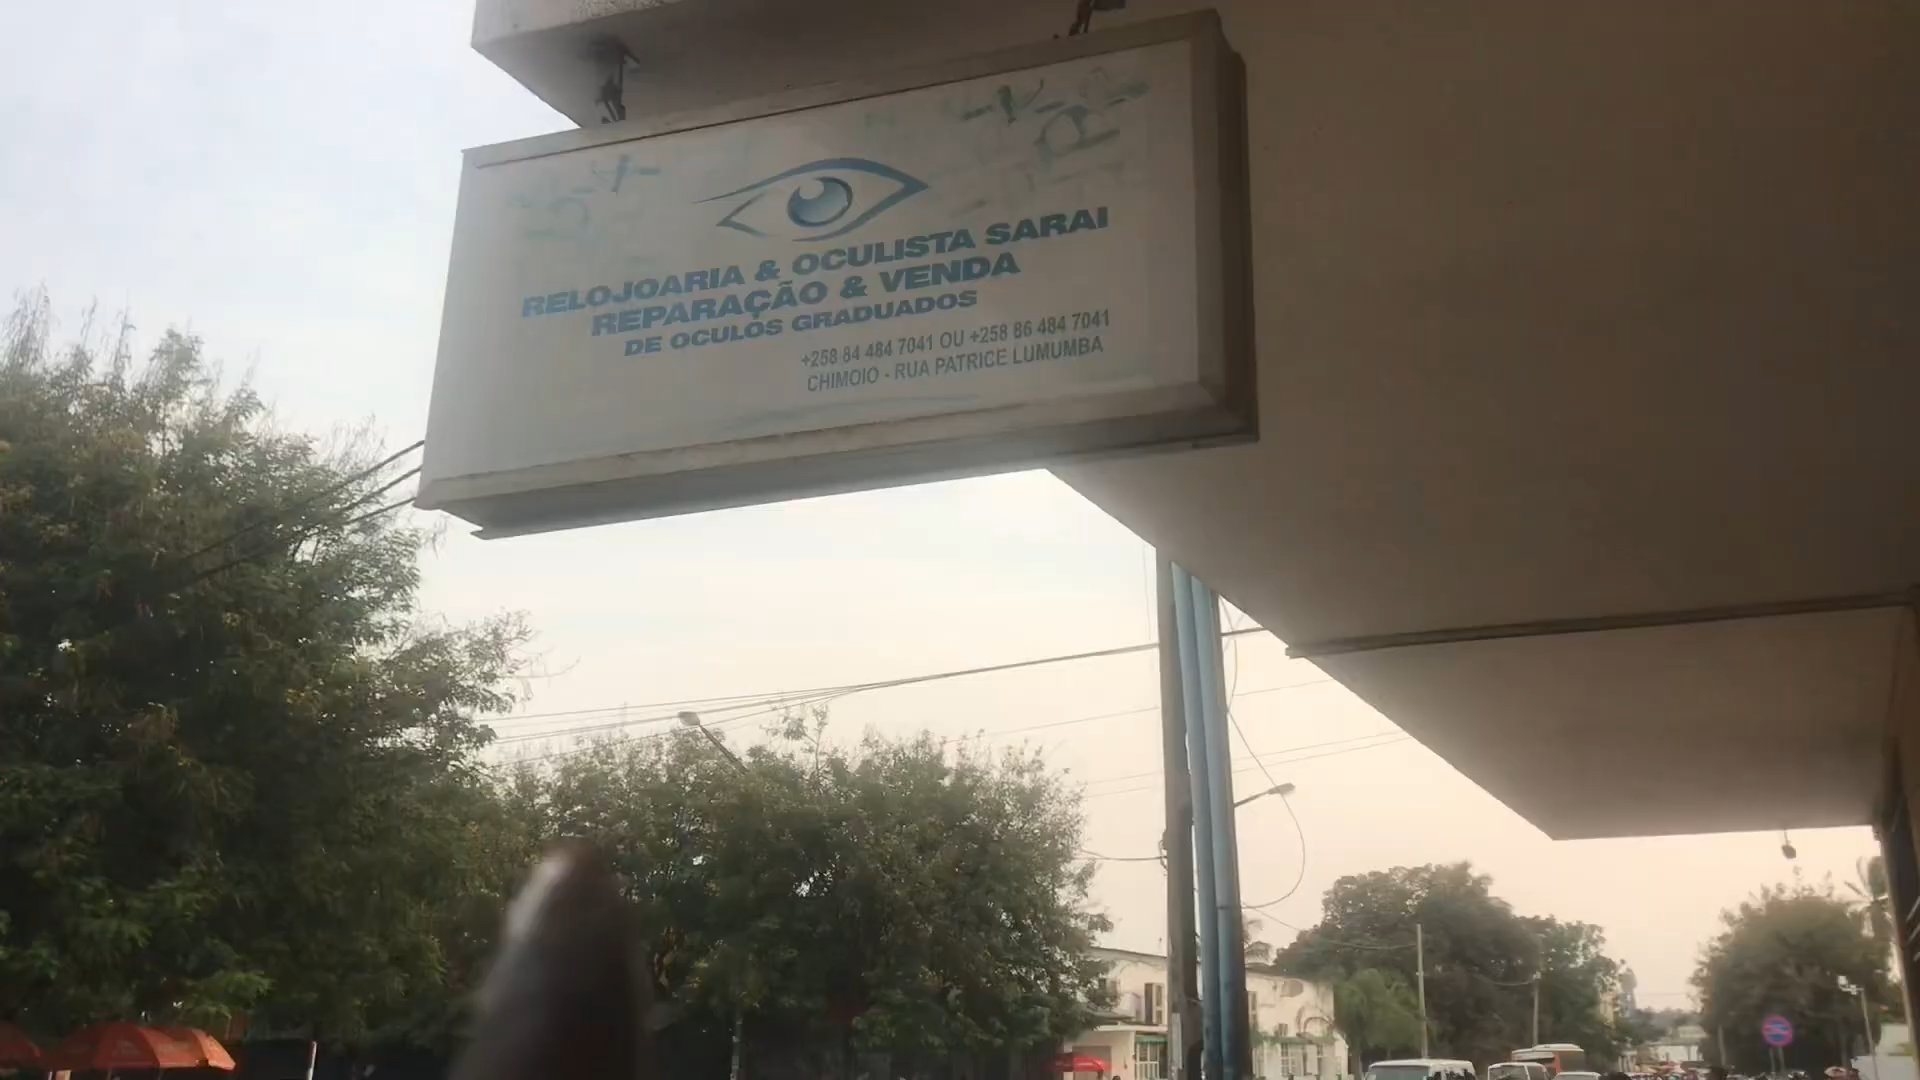 RELOJOARIA & OCULISTA SARAI
REPARAÇÃO & VENDA
DE OCULOS GRADUADOS
+258 84 484 7041 OU +258 86 484 7041
CHIMOIO - RUA PATRICE LUMUMBA